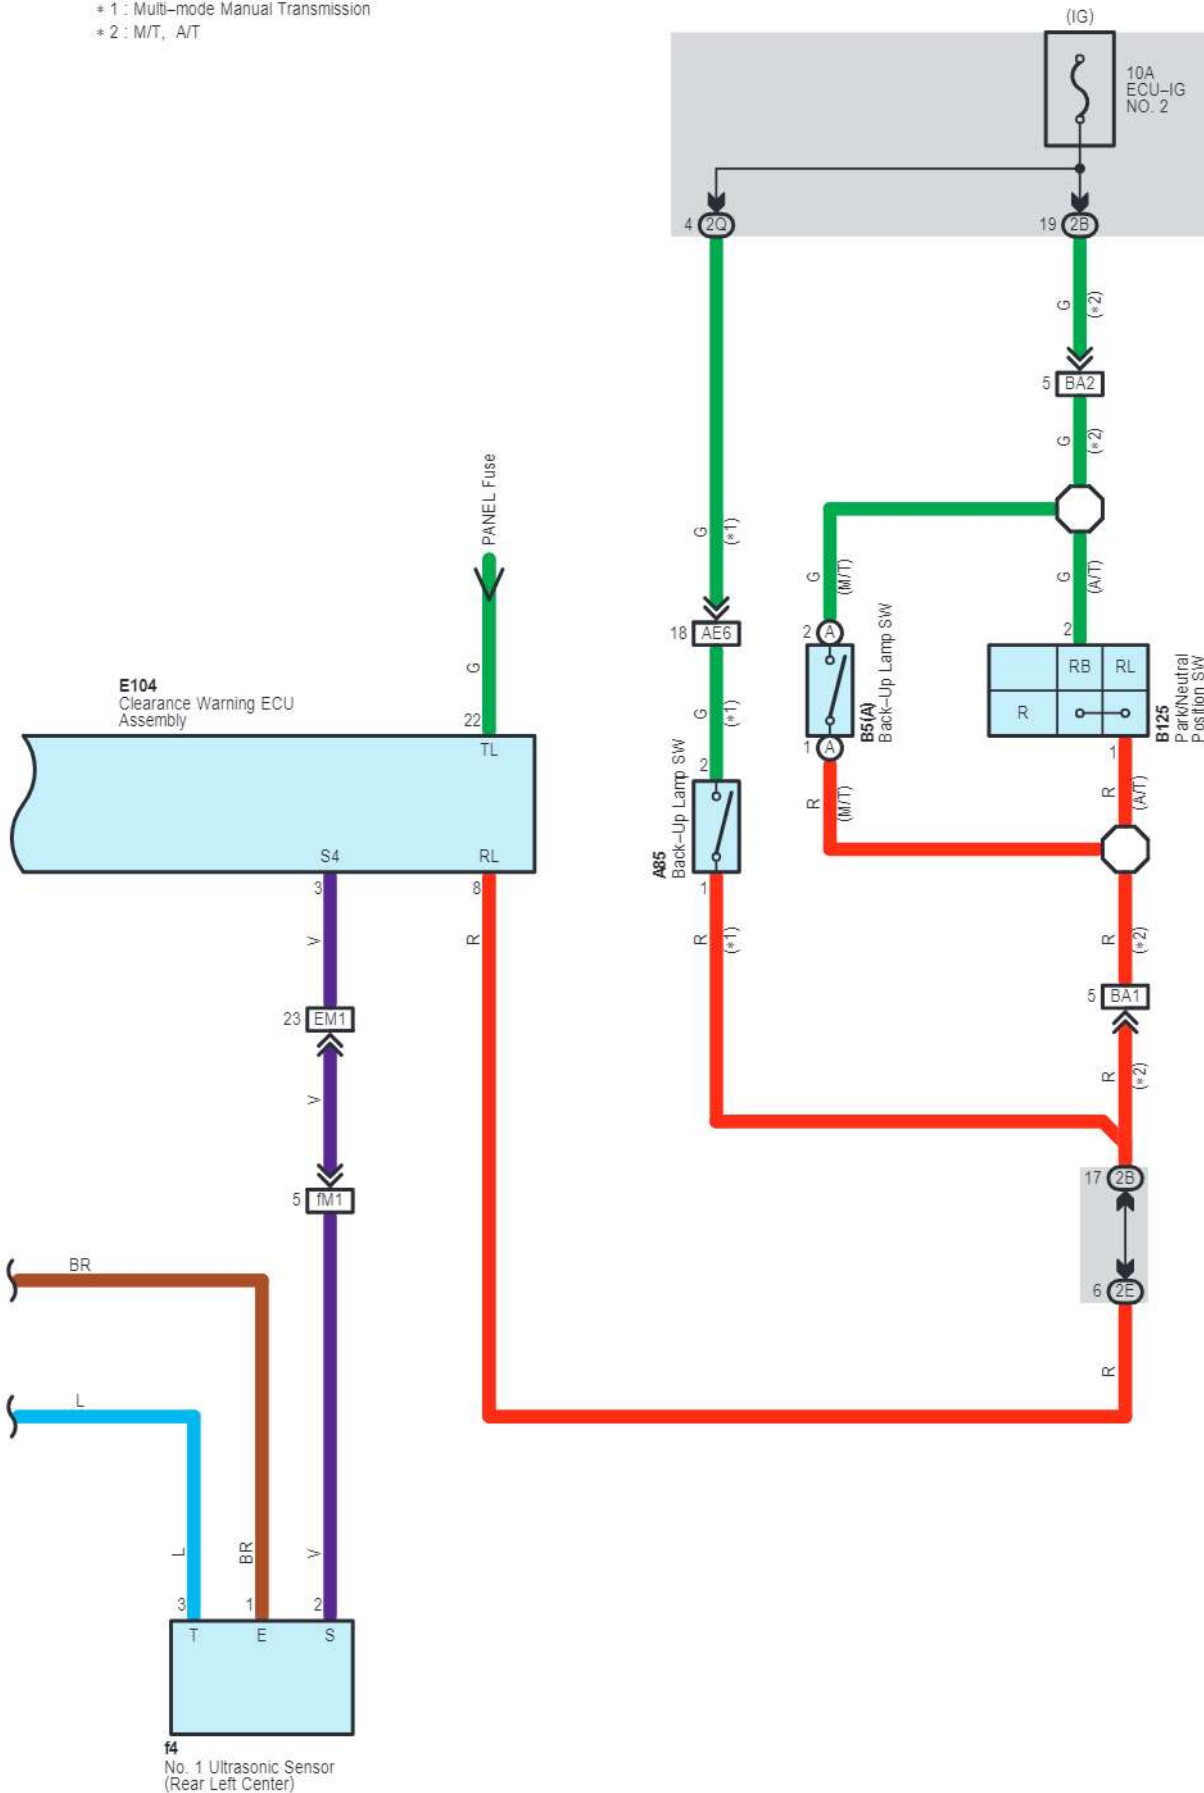 * 1 : Multi–mode Manual Transmission
* 2 : M/T, A/T
(IG)
10A
ECU–IG
NO. 2
4 2Q
19 2B
G (*2)
5 BA2
G (*2)
PANEL Fuse
G (*1)
G (M/T)
G (A/T)
18 AE6
2 A
2
RB RL
R
B5(A)
Back–Up Lamp SW
B125
Park/Neutral
Position SW
G
E104
Clearance Warning ECU
Assembly
22
TL
G (*1)
1 A
1
2
R (M/T)
R (A/T)
A85
Back–Up Lamp SW
S4 RL
3
8
1
V
R
R (*1)
R (*2)
5 BA1
23 EM1
R (*2)
V
17 2B
5 fM1
BR
6 2E
R
L
L
BR
V
3
1
2
T E S
f4
No. 1 Ultrasonic Sensor
(Rear Left Center)